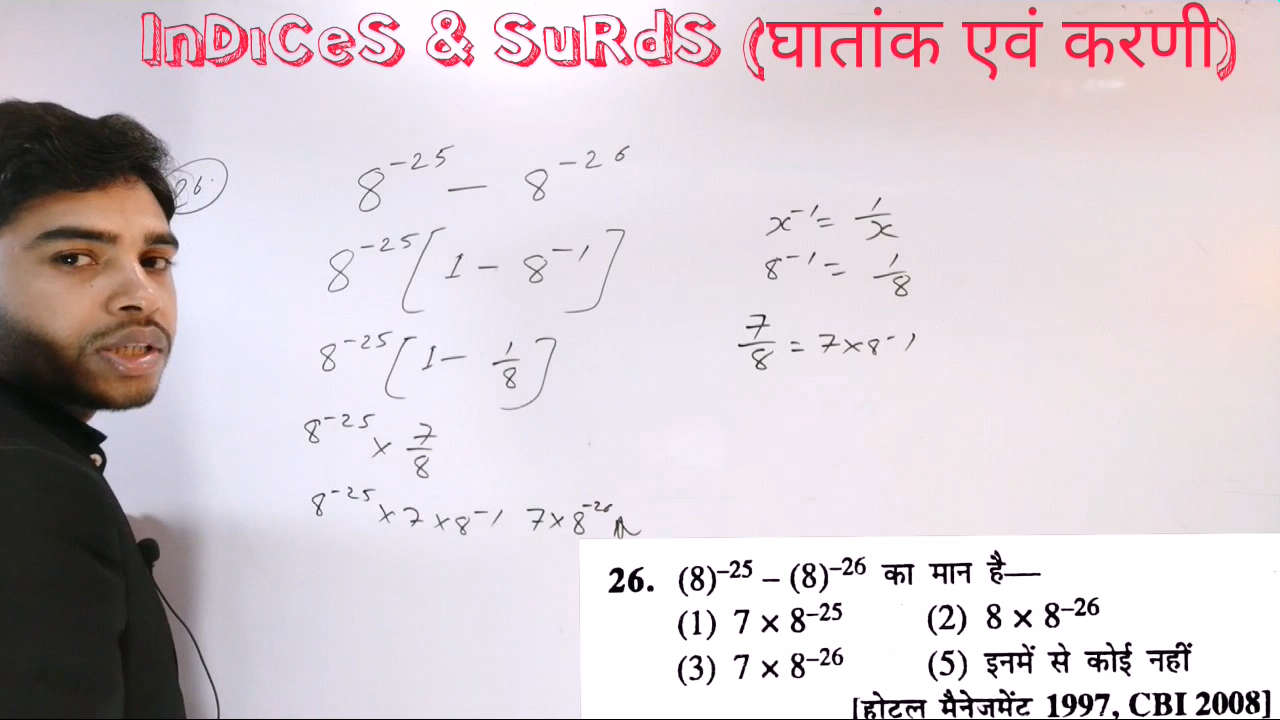 InDiCeS & SuRdS (घातांक एवं करणी)
26.
8⁻²⁵ – 8⁻²⁶
8⁻²⁵[1 – 8⁻¹]
8⁻²⁵[1 – 1/8]
8⁻²⁵ × 7/8
8⁻²⁵ × 7 × 8⁻¹ 7 × 8⁻²⁶
x⁻¹ = 1/x
8⁻¹ = 1/8
7/8 = 7 × 8⁻¹
26. (8)⁻²⁵ – (8)⁻²⁶ का मान है—
(1) 7 × 8⁻²⁵ (2) 8 × 8⁻²⁶
(3) 7 × 8⁻²⁶ (5) इनमें से कोई नहीं
[होटल मैनेजमेंट 1997, CBI 2008]